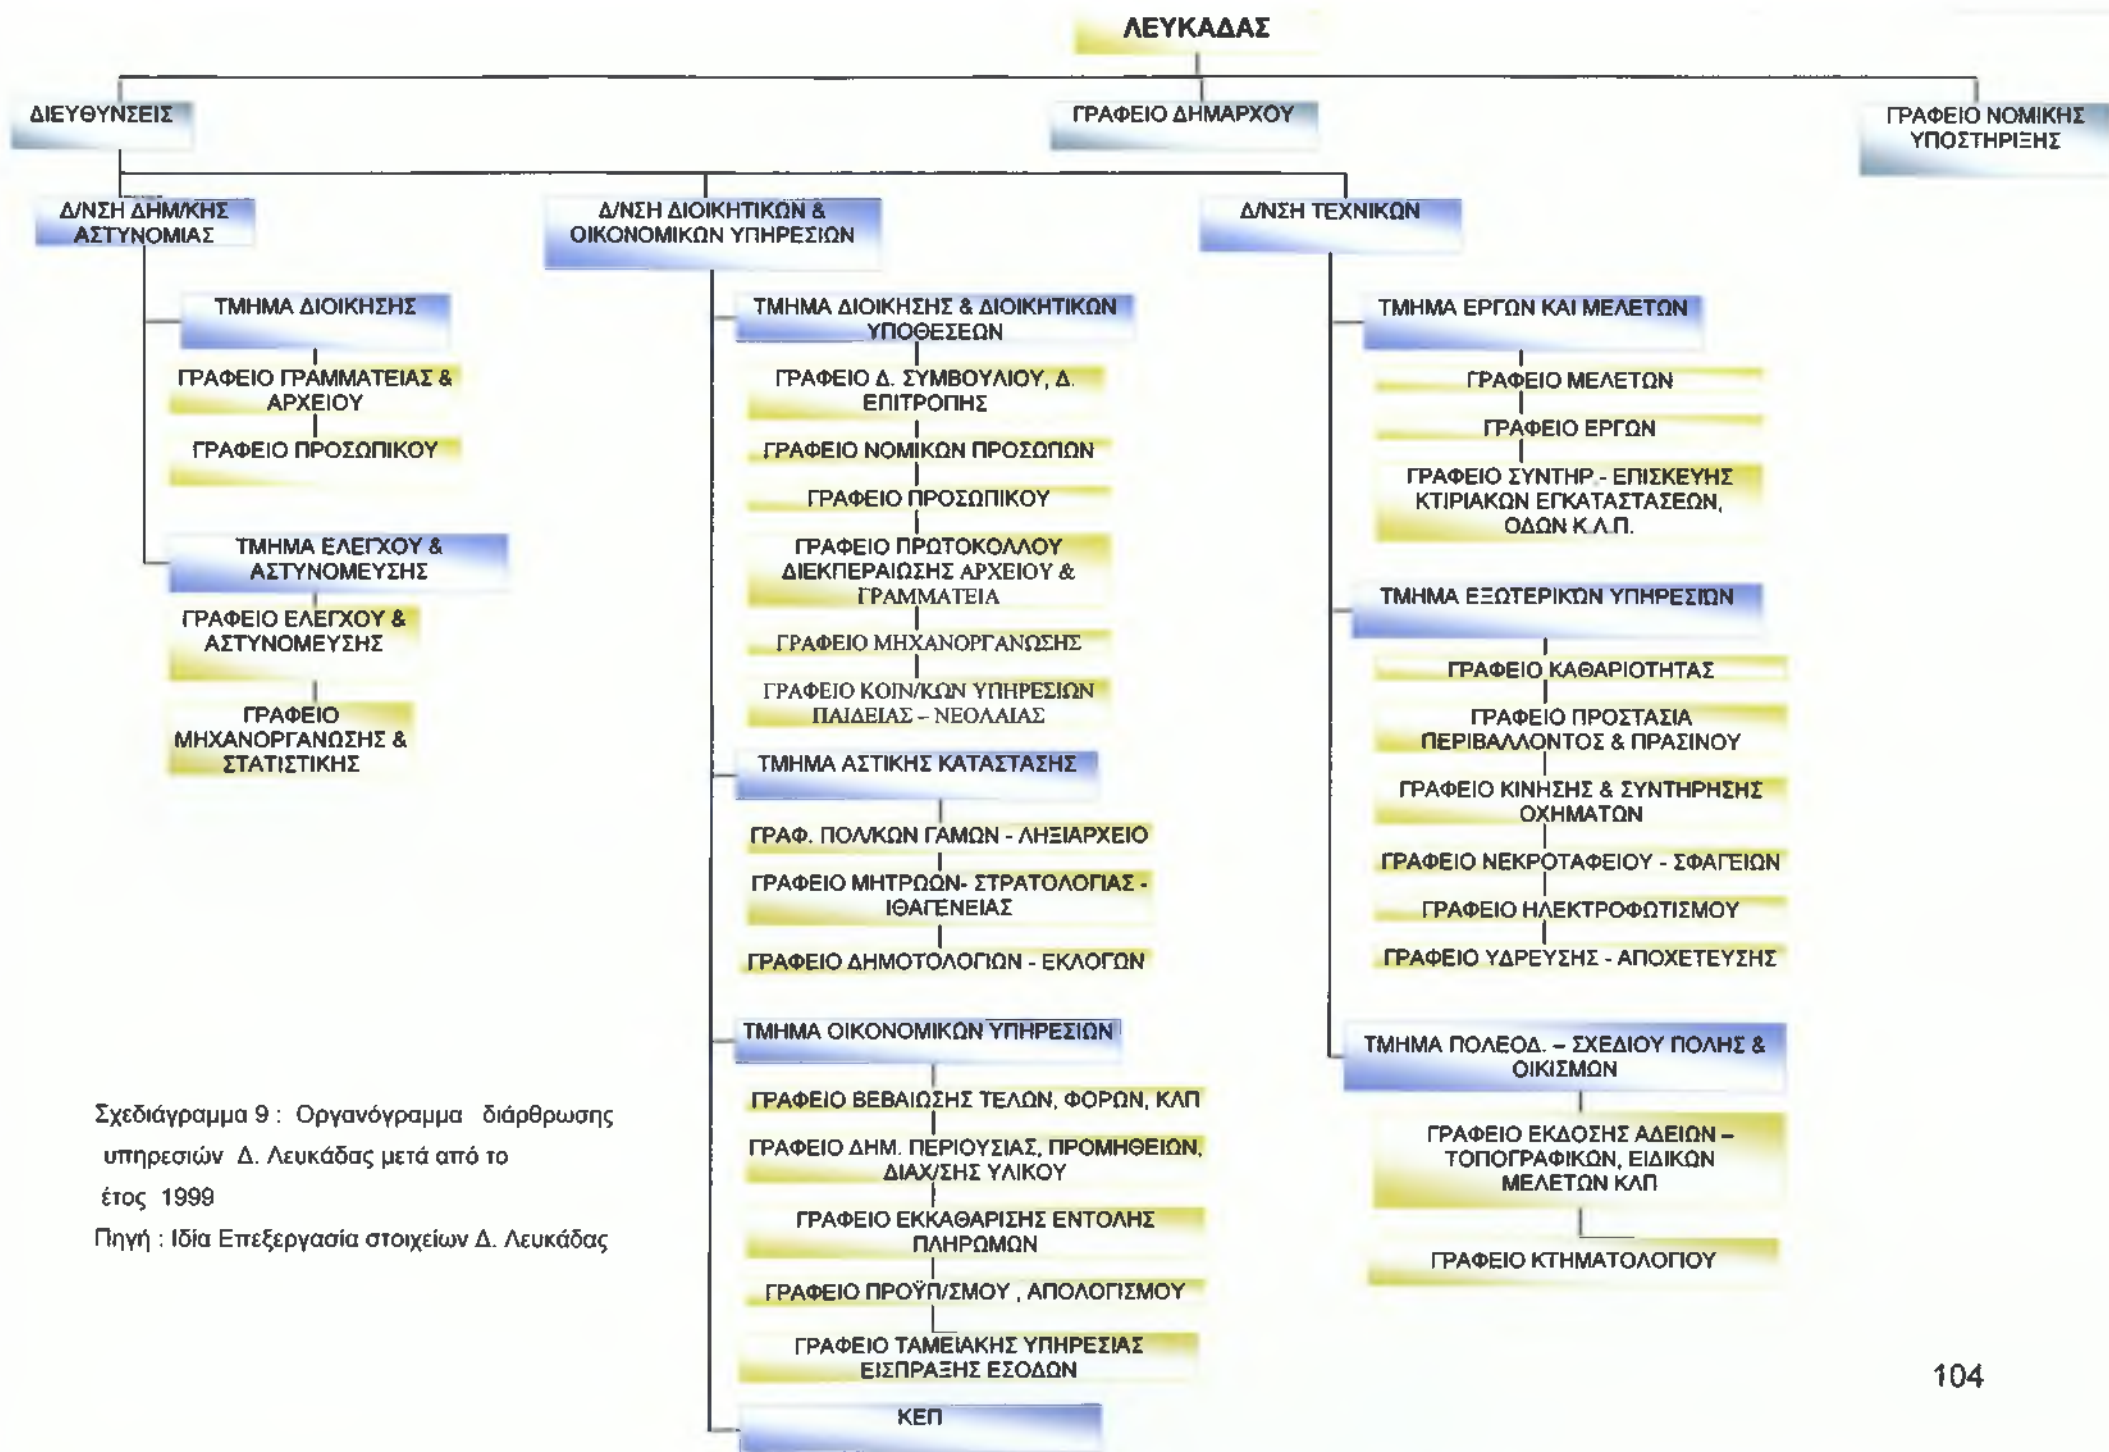 ΛΕΥΚΑΔΑΣ
ΔΙΕΥΘΥΝΣΕΙΣ
ΓΡΑΦΕΙΟ ΔΗΜΑΡΧΟΥ
ΓΡΑΦΕΙΟ ΝΟΜΙΚΗΣ
ΥΠΟΣΤΗΡΙΞΗΣ
Δ/ΝΣΗ ΔΗΜ/ΚΗΣ
ΑΣΤΥΝΟΜΙΑΣ
Δ/ΝΣΗ ΔΙΟΙΚΗΤΙΚΩΝ &
ΟΙΚΟΝΟΜΙΚΩΝ ΥΠΗΡΕΣΙΩΝ
Δ/ΝΣΗ ΤΕΧΝΙΚΩΝ
ΤΜΗΜΑ ΔΙΟΙΚΗΣΗΣ
ΓΡΑΦΕΙΟ ΓΡΑΜΜΑΤΕΙΑΣ &
ΑΡΧΕΙΟΥ
ΓΡΑΦΕΙΟ ΠΡΟΣΩΠΙΚΟΥ
ΤΜΗΜΑ ΕΛΕΓΧΟΥ &
ΑΣΤΥΝΟΜΕΥΣΗΣ
ΓΡΑΦΕΙΟ ΕΛΕΓΧΟΥ &
ΑΣΤΥΝΟΜΕΥΣΗΣ
ΓΡΑΦΕΙΟ
ΜΗΧΑΝΟΡΓΑΝΩΣΗΣ &
ΣΤΑΤΙΣΤΙΚΗΣ
ΤΜΗΜΑ ΔΙΟΙΚΗΣΗΣ & ΔΙΟΙΚΗΤΙΚΩΝ
ΥΠΟΘΕΣΕΩΝ
ΓΡΑΦΕΙΟ Δ. ΣΥΜΒΟΥΛΙΟΥ, Δ.
ΕΠΙΤΡΟΠΗΣ
ΓΡΑΦΕΙΟ ΝΟΜΙΚΩΝ ΠΡΟΣΩΠΩΝ
ΓΡΑΦΕΙΟ ΠΡΟΣΩΠΙΚΟΥ
ΓΡΑΦΕΙΟ ΠΡΩΤΟΚΟΛΛΟΥ
ΔΙΕΚΠΕΡΑΙΩΣΗΣ ΑΡΧΕΙΟΥ &
ΓΡΑΜΜΑΤΕΙΑ
ΓΡΑΦΕΙΟ ΜΗΧΑΝΟΡΓΑΝΩΣΗΣ
ΓΡΑΦΕΙΟ ΚΟΙΝ/ΚΩΝ ΥΠΗΡΕΣΙΩΝ
ΠΑΙΔΕΙΑΣ – ΝΕΟΛΑΙΑΣ
ΤΜΗΜΑ ΑΣΤΙΚΗΣ ΚΑΤΑΣΤΑΣΗΣ
ΓΡΑΦ. ΠΟΛ/ΚΩΝ ΓΑΜΩΝ - ΛΗΞΙΑΡΧΕΙΟ
ΓΡΑΦΕΙΟ ΜΗΤΡΩΩΝ- ΣΤΡΑΤΟΛΟΓΙΑΣ -
ΙΘΑΓΕΝΕΙΑΣ
ΓΡΑΦΕΙΟ ΔΗΜΟΤΟΛΟΓΙΩΝ - ΕΚΛΟΓΩΝ
ΤΜΗΜΑ ΟΙΚΟΝΟΜΙΚΩΝ ΥΠΗΡΕΣΙΩΝ
ΓΡΑΦΕΙΟ ΒΕΒΑΙΩΣΗΣ ΤΕΛΩΝ, ΦΟΡΩΝ, ΚΛΠ
ΓΡΑΦΕΙΟ ΔΗΜ. ΠΕΡΙΟΥΣΙΑΣ, ΠΡΟΜΗΘΕΙΩΝ,
ΔΙΑΧ/ΣΗΣ ΥΛΙΚΟΥ
ΓΡΑΦΕΙΟ ΕΚΚΑΘΑΡΙΣΗΣ ΕΝΤΟΛΗΣ
ΠΛΗΡΩΜΩΝ
ΓΡΑΦΕΙΟ ΠΡΟΫΠ/ΣΜΟΥ , ΑΠΟΛΟΓΙΣΜΟΥ
ΓΡΑΦΕΙΟ ΤΑΜΕΙΑΚΗΣ ΥΠΗΡΕΣΙΑΣ
ΕΙΣΠΡΑΞΗΣ ΕΣΟΔΩΝ
ΚΕΠ
ΤΜΗΜΑ ΕΡΓΩΝ ΚΑΙ ΜΕΛΕΤΩΝ
ΓΡΑΦΕΙΟ ΜΕΛΕΤΩΝ
ΓΡΑΦΕΙΟ ΕΡΓΩΝ
ΓΡΑΦΕΙΟ ΣΥΝΤΗΡ.- ΕΠΙΣΚΕΥΗΣ
ΚΤΙΡΙΑΚΩΝ ΕΓΚΑΤΑΣΤΑΣΕΩΝ,
ΟΔΩΝ Κ.Λ.Π.
ΤΜΗΜΑ ΕΞΩΤΕΡΙΚΩΝ ΥΠΗΡΕΣΙΩΝ
ΓΡΑΦΕΙΟ ΚΑΘΑΡΙΟΤΗΤΑΣ
ΓΡΑΦΕΙΟ ΠΡΟΣΤΑΣΙΑ
ΠΕΡΙΒΑΛΛΟΝΤΟΣ & ΠΡΑΣΙΝΟΥ
ΓΡΑΦΕΙΟ ΚΙΝΗΣΗΣ & ΣΥΝΤΗΡΗΣΗΣ
ΟΧΗΜΑΤΩΝ
ΓΡΑΦΕΙΟ ΝΕΚΡΟΤΑΦΕΙΟΥ - ΣΦΑΓΕΙΩΝ
ΓΡΑΦΕΙΟ ΗΛΕΚΤΡΟΦΩΤΙΣΜΟΥ
ΓΡΑΦΕΙΟ ΥΔΡΕΥΣΗΣ - ΑΠΟΧΕΤΕΥΣΗΣ
ΤΜΗΜΑ ΠΟΛΕΟΔ. – ΣΧΕΔΙΟΥ ΠΟΛΗΣ &
ΟΙΚΙΣΜΩΝ
ΓΡΑΦΕΙΟ ΕΚΔΟΣΗΣ ΑΔΕΙΩΝ –
ΤΟΠΟΓΡΑΦΙΚΩΝ, ΕΙΔΙΚΩΝ
ΜΕΛΕΤΩΝ ΚΛΠ
ΓΡΑΦΕΙΟ ΚΤΗΜΑΤΟΛΟΓΙΟΥ
Σχεδιάγραμμα 9 : Οργανόγραμμα διάρθρωσης
υπηρεσιών Δ. Λευκάδας μετά από το
έτος 1999
Πηγή : Ιδία Επεξεργασία στοιχείων Δ. Λευκάδας
104